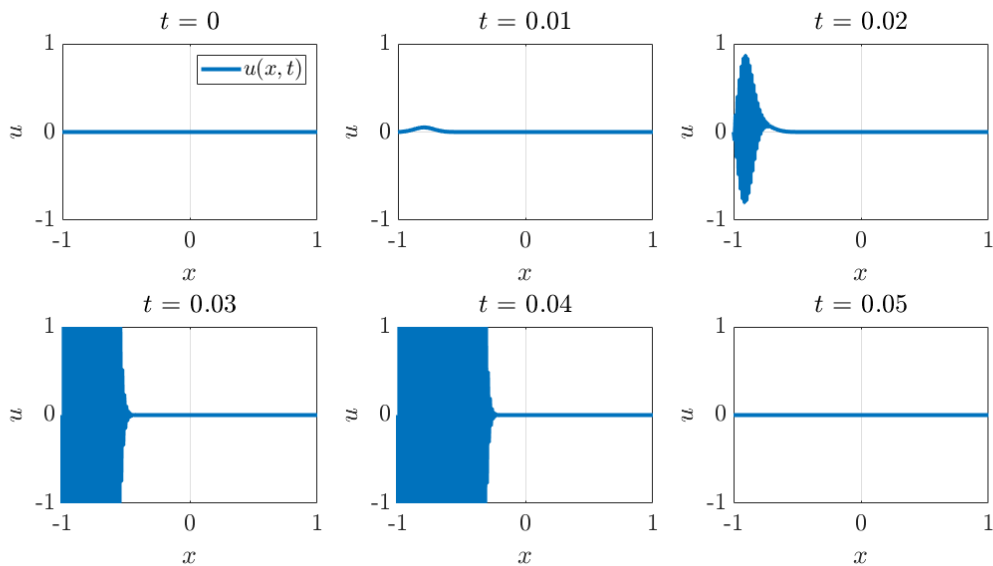 t = 0
t = 0.01
t = 0.02
1
u(x, t)
1
1
u
0
u
0
u
0
-1
-1
-1
-1 0 1
-1 0 1
-1 0 1
x
x
x
t = 0.03
t = 0.04
t = 0.05
1
1
1
u
0
u
0
u
0
-1
-1
-1
-1 0 1
-1 0 1
-1 0 1
x
x
x